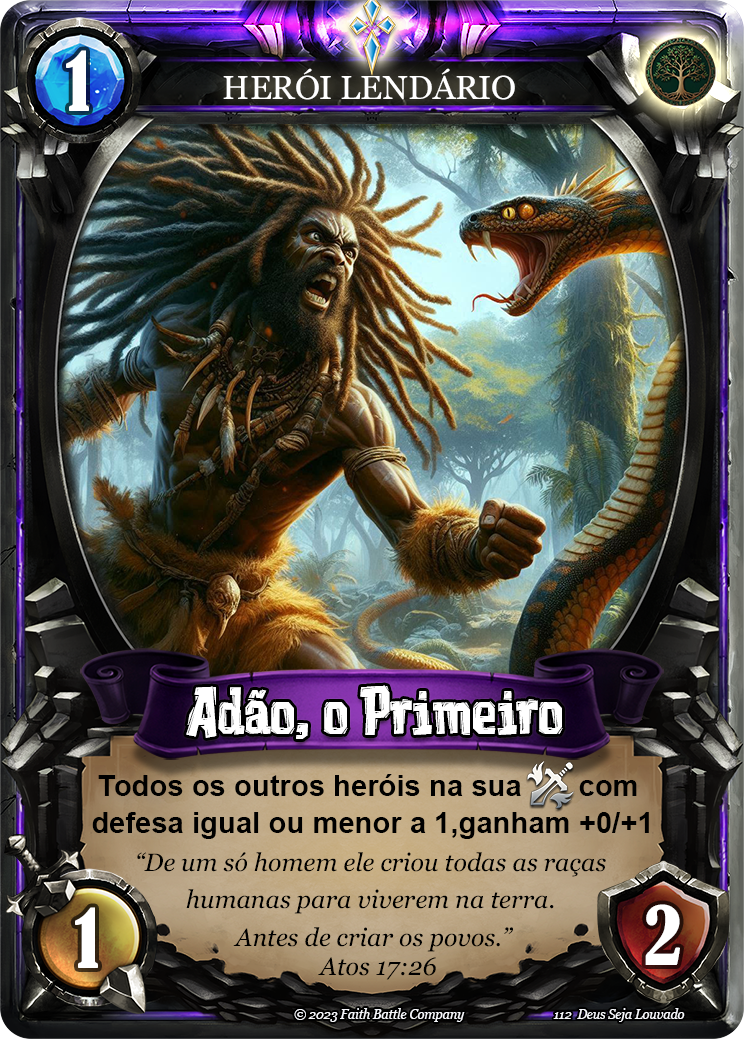 1
HERÓI LENDÁRIO
Adão, o Primeiro
Todos os outros heróis na sua com
defesa igual ou menor a 1,ganham +0/+1
“De um só homem ele criou todas as raças
humanas para viverem na terra.
Antes de criar os povos.”
Atos 17:26
1
2
© 2023 Faith Battle Company
112 Deus Seja Louvado